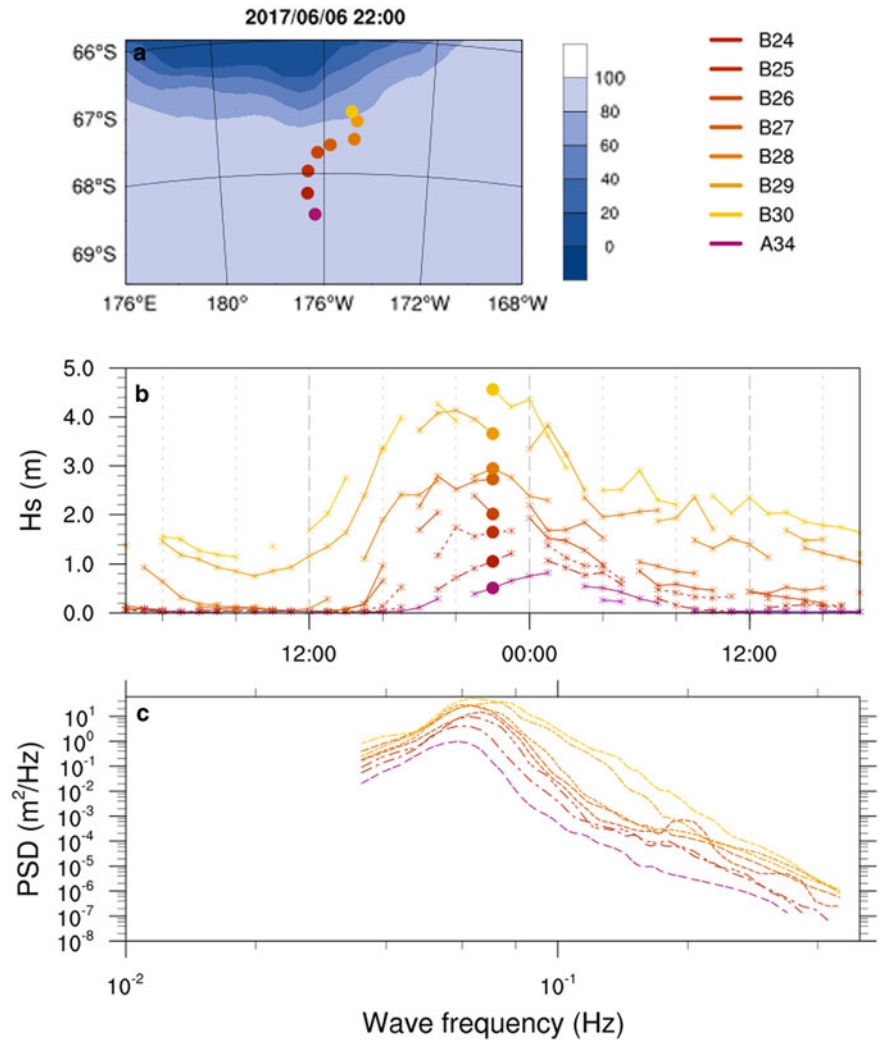 2017/06/06 22:00
a
66°S
67°S
68°S
69°S
176°E 180° 176°W 172°W 168°W
100
80
60
40
20
0
B24
B25
B26
B27
B28
B29
B30
A34
b
Hs (m)
5.0
4.0
3.0
2.0
1.0
0.0
12:00 00:00 12:00
c
PSD (m²/Hz)
10¹
10⁰
10⁻¹
10⁻²
10⁻³
10⁻⁴
10⁻⁵
10⁻⁶
10⁻⁷
10⁻⁸
10⁻² 10⁻¹
Wave frequency (Hz)